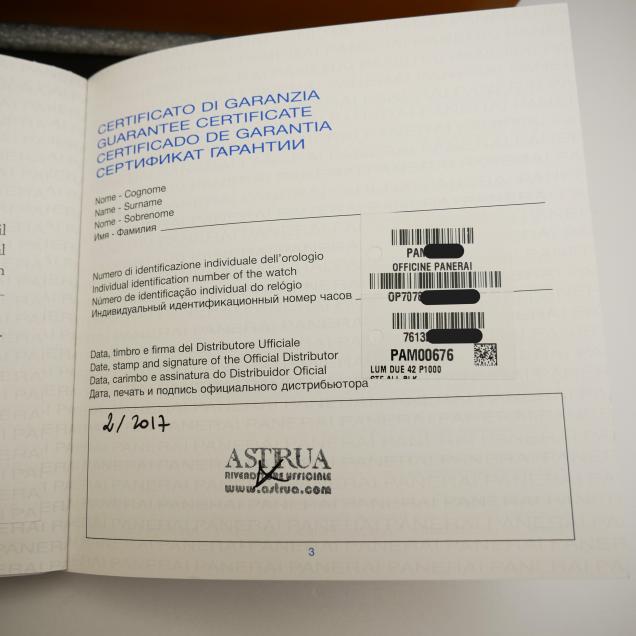 CERTIFICATO DI GARANZIA
GUARANTEE CERTIFICATE
CERTIFICADO DE GARANTIA
СЕРТИФИКАТ ГАРАНТИИ
Nome - Cognome
Name - Surname
Nome - Sobrenome
Имя - Фамилия
Numero di identificazione individuale dell'orologio
Individual identification number of the watch
Número de identificação individual do relógio
Индивидуальный идентификационный номер часов
PA
OFFICINE PANERAI
OP707
7613
PAM00676
LUM DUE 42 P1000
Data, timbro e firma del Distributore Ufficiale
Date, stamp and signature of the Official Distributor
Data, carimbo e assinatura do Distribuidor Oficial
Дата, печать и подпись официального дистрибьютора
2/2017
ASTRUA
RIVENDITORE UFFICIALE
www.astrua.com
3